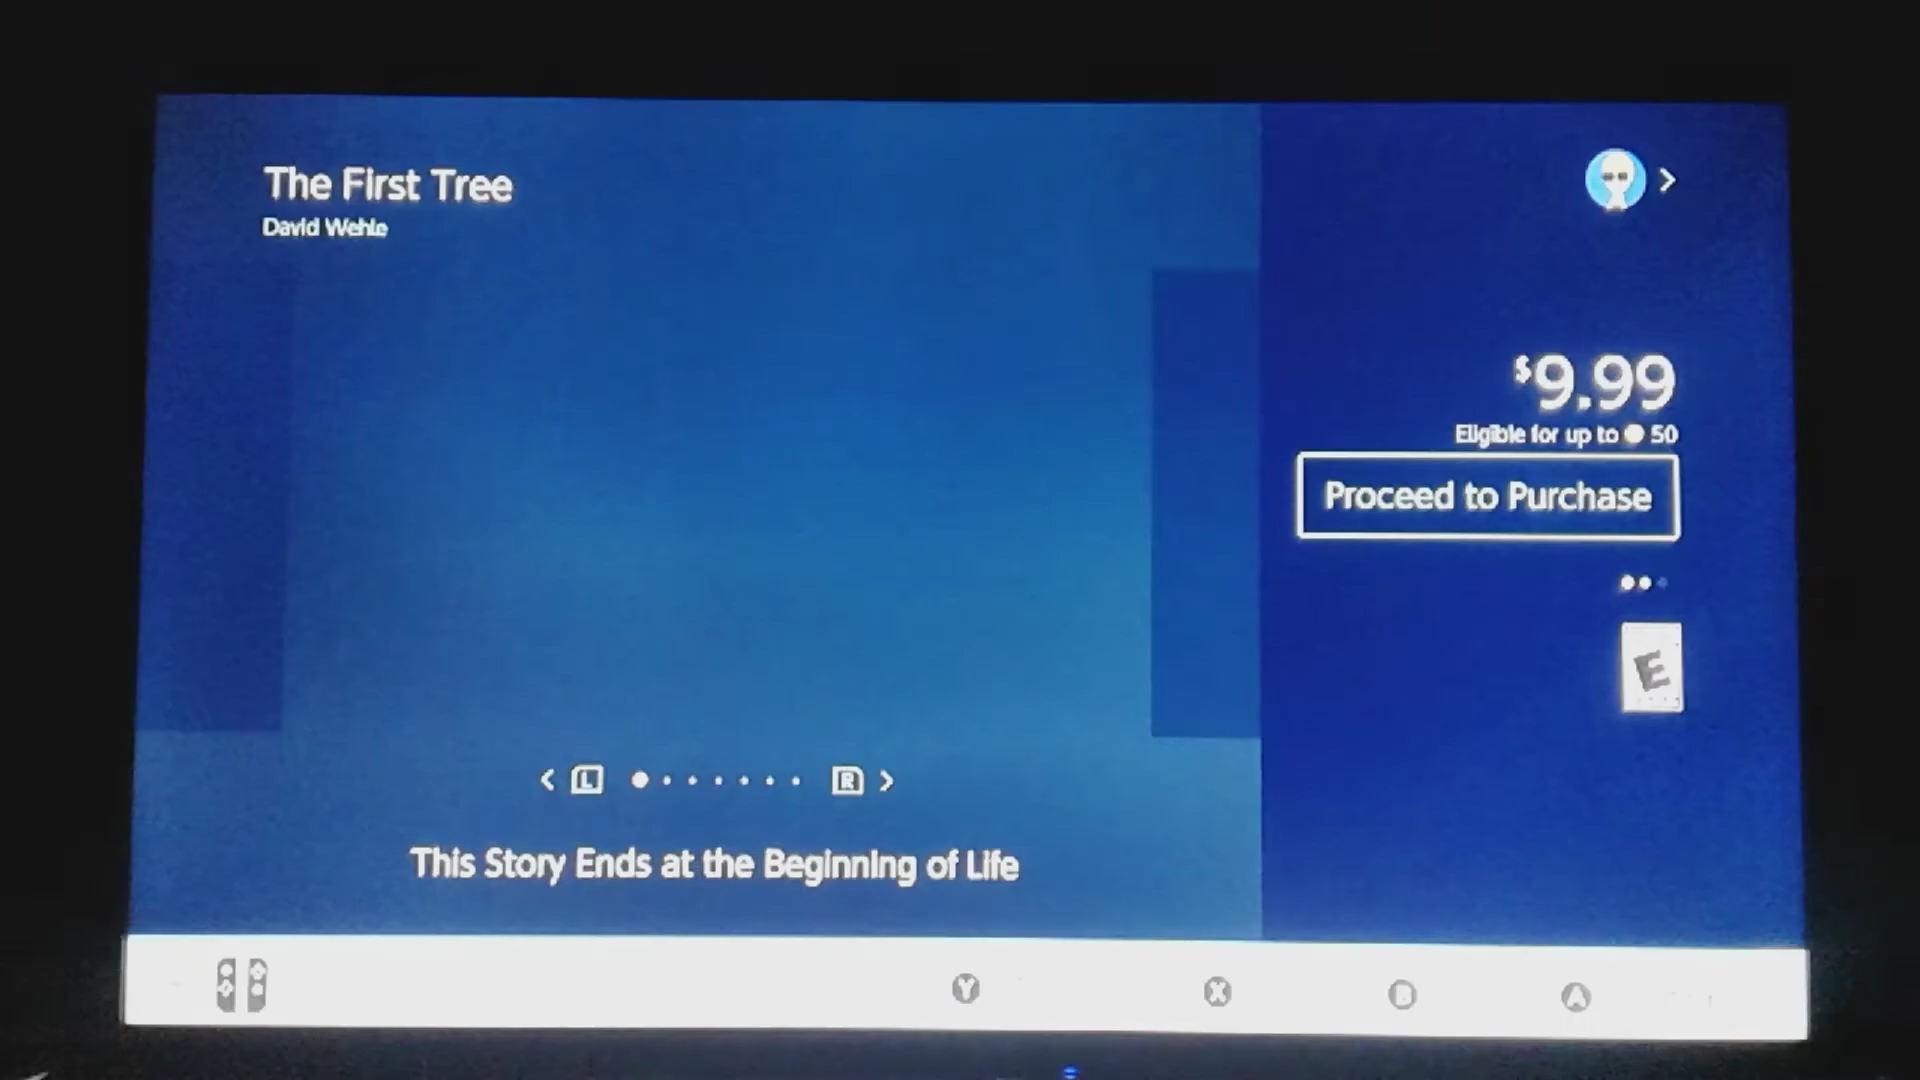 The First Tree
David Wehle
$9.99
Eligible for up to 50
Proceed to Purchase
E
< L R >
This Story Ends at the Beginning of Life
Y X B A